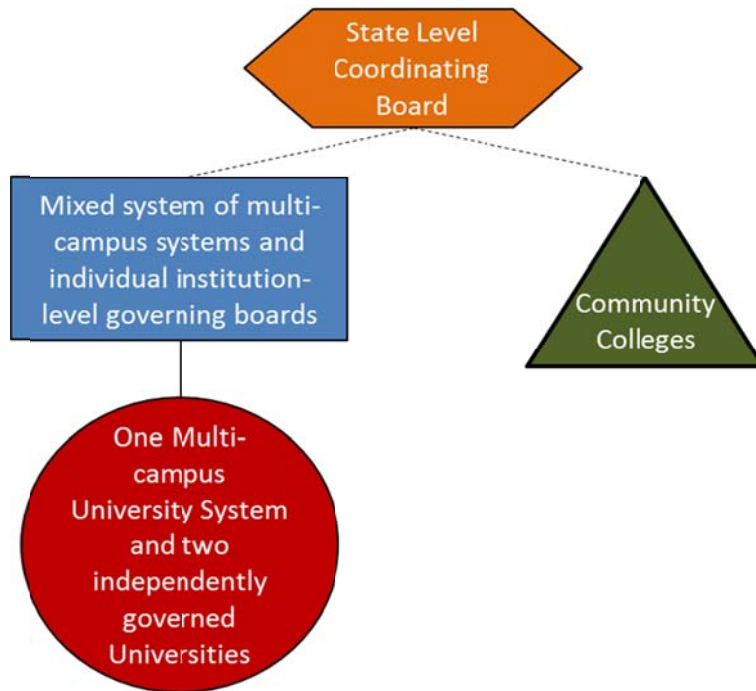 State Level
Coordinating
Board
Mixed system of multi-
campus systems and
individual institution-
level governing boards
Community
Colleges
One Multi-
campus
University System
and two
independently
governed
Universities